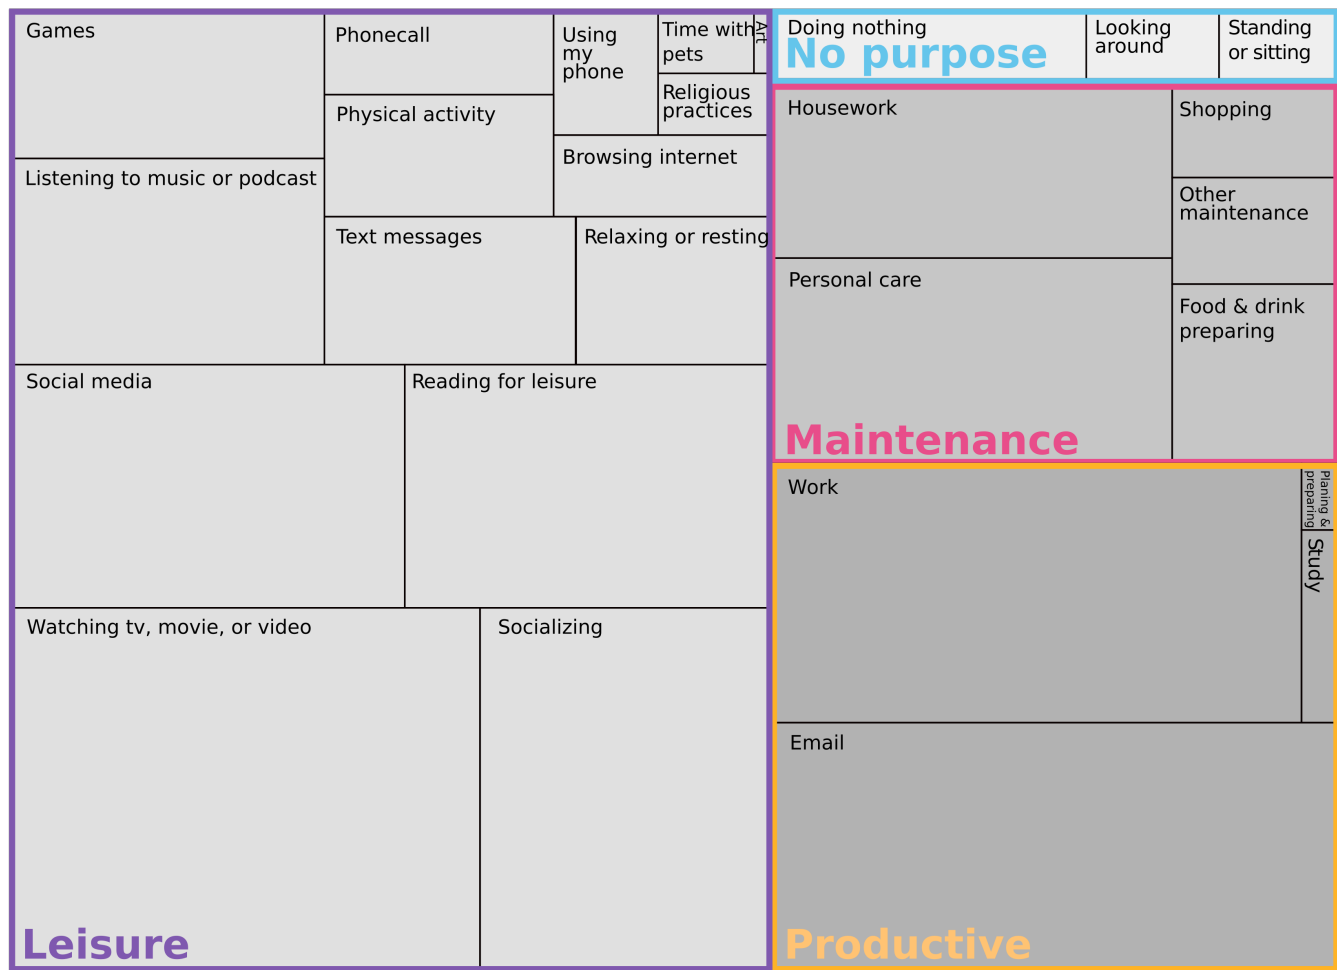 Games
Phonecall
Using
my
phone
Time with
pets
Art
Religious
practices
Physical activity
Browsing internet
Listening to music or podcast
Text messages
Relaxing or resting
Social media
Reading for leisure
Watching tv, movie, or video
Socializing
Leisure
Doing nothing
No purpose
Looking
around
Standing
or sitting
Housework
Shopping
Other
maintenance
Personal care
Food & drink
preparing
Maintenance
Work
Planing &
preparing
Study
Email
Productive